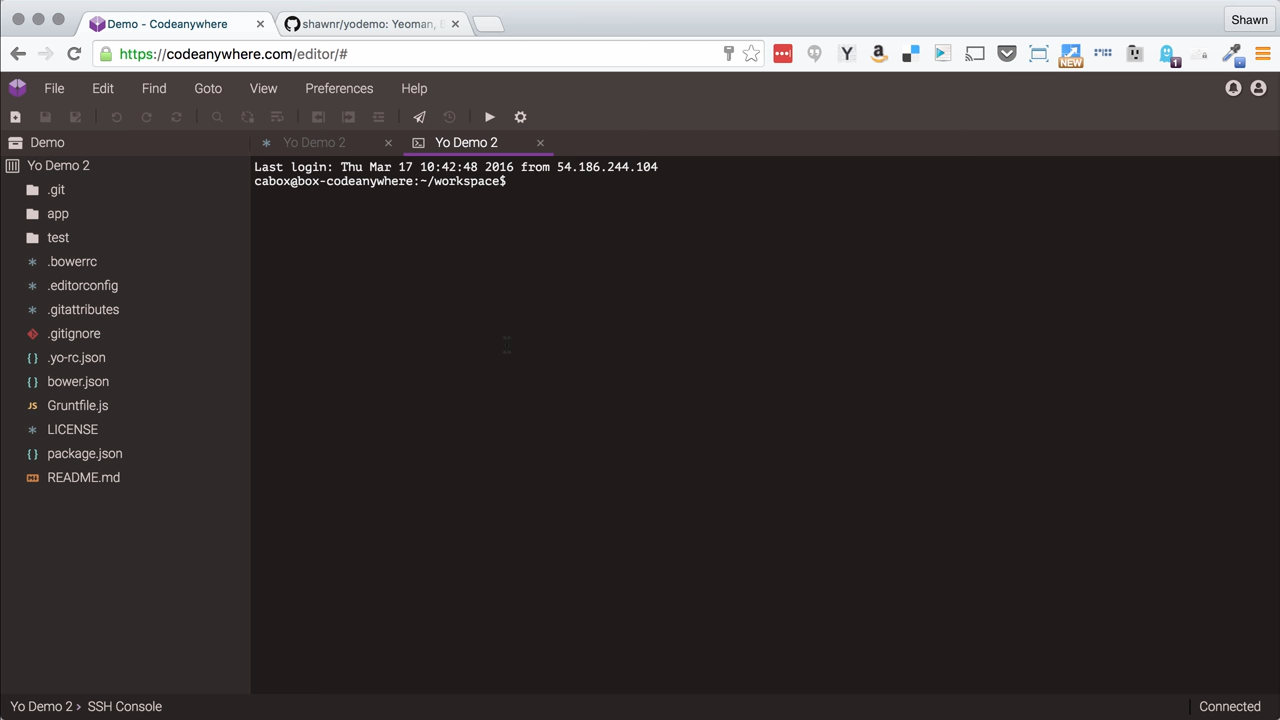 Demo - Codeanywhere
shawnr/yodemo: Yeoman,
Shawn
https://codeanywhere.com/editor/#
Y
NEW
1
File Edit Find Goto View Preferences Help
Demo
Yo Demo 2
Yo Demo 2
Yo Demo 2
.git
app
test
.bowerrc
.editorconfig
.gitattributes
.gitignore
{ } .yo-rc.json
{ } bower.json
JS Gruntfile.js
LICENSE
{ } package.json
README.md
Last login: Thu Mar 17 10:42:48 2016 from 54.186.244.104
cabox@box-codeanywhere:~/workspace$
Yo Demo 2 › SSH Console
Connected